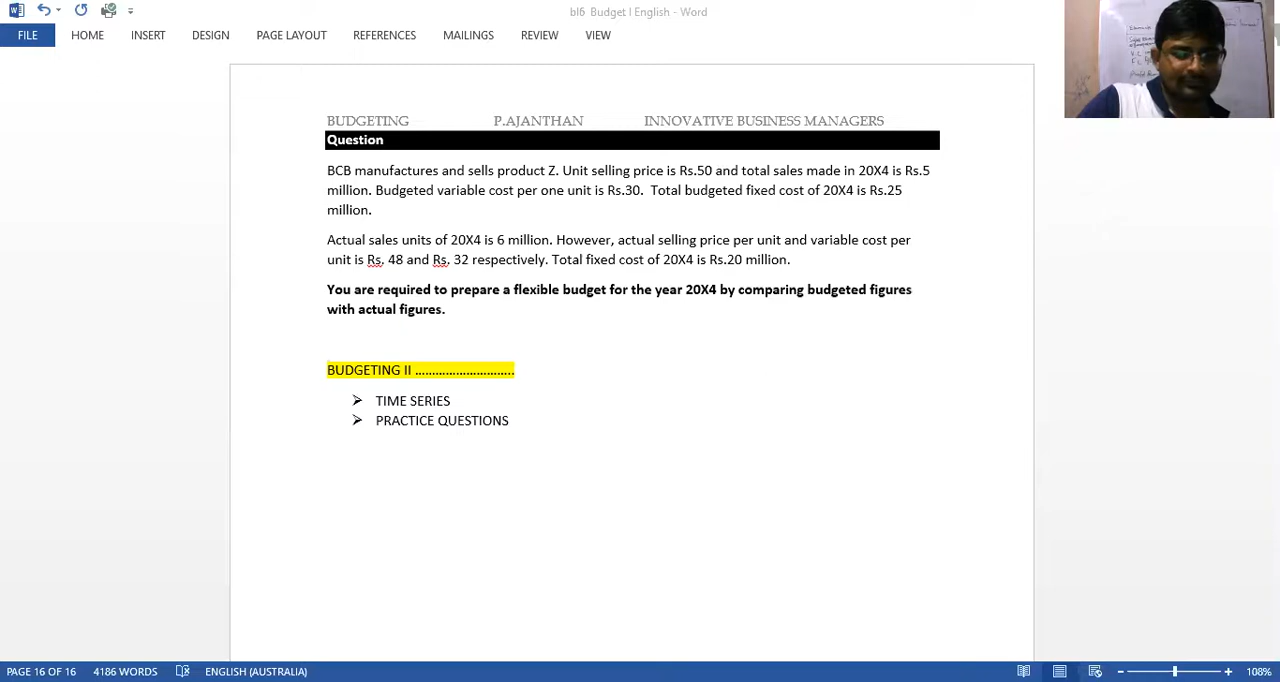 bl6 Budget I English - Word
FILE HOME INSERT DESIGN PAGE LAYOUT REFERENCES MAILINGS REVIEW VIEW
BUDGETING P.AJANTHAN INNOVATIVE BUSINESS MANAGERS
Question
BCB manufactures and sells product Z. Unit selling price is Rs.50 and total sales made in 20X4 is Rs.5
million. Budgeted variable cost per one unit is Rs.30. Total budgeted fixed cost of 20X4 is Rs.25
million.
Actual sales units of 20X4 is 6 million. However, actual selling price per unit and variable cost per
unit is Rs. 48 and Rs. 32 respectively. Total fixed cost of 20X4 is Rs.20 million.
You are required to prepare a flexible budget for the year 20X4 by comparing budgeted figures
with actual figures.
BUDGETING II ...............................
➢ TIME SERIES
➢ PRACTICE QUESTIONS
PAGE 16 OF 16 4186 WORDS ENGLISH (AUSTRALIA) 108%